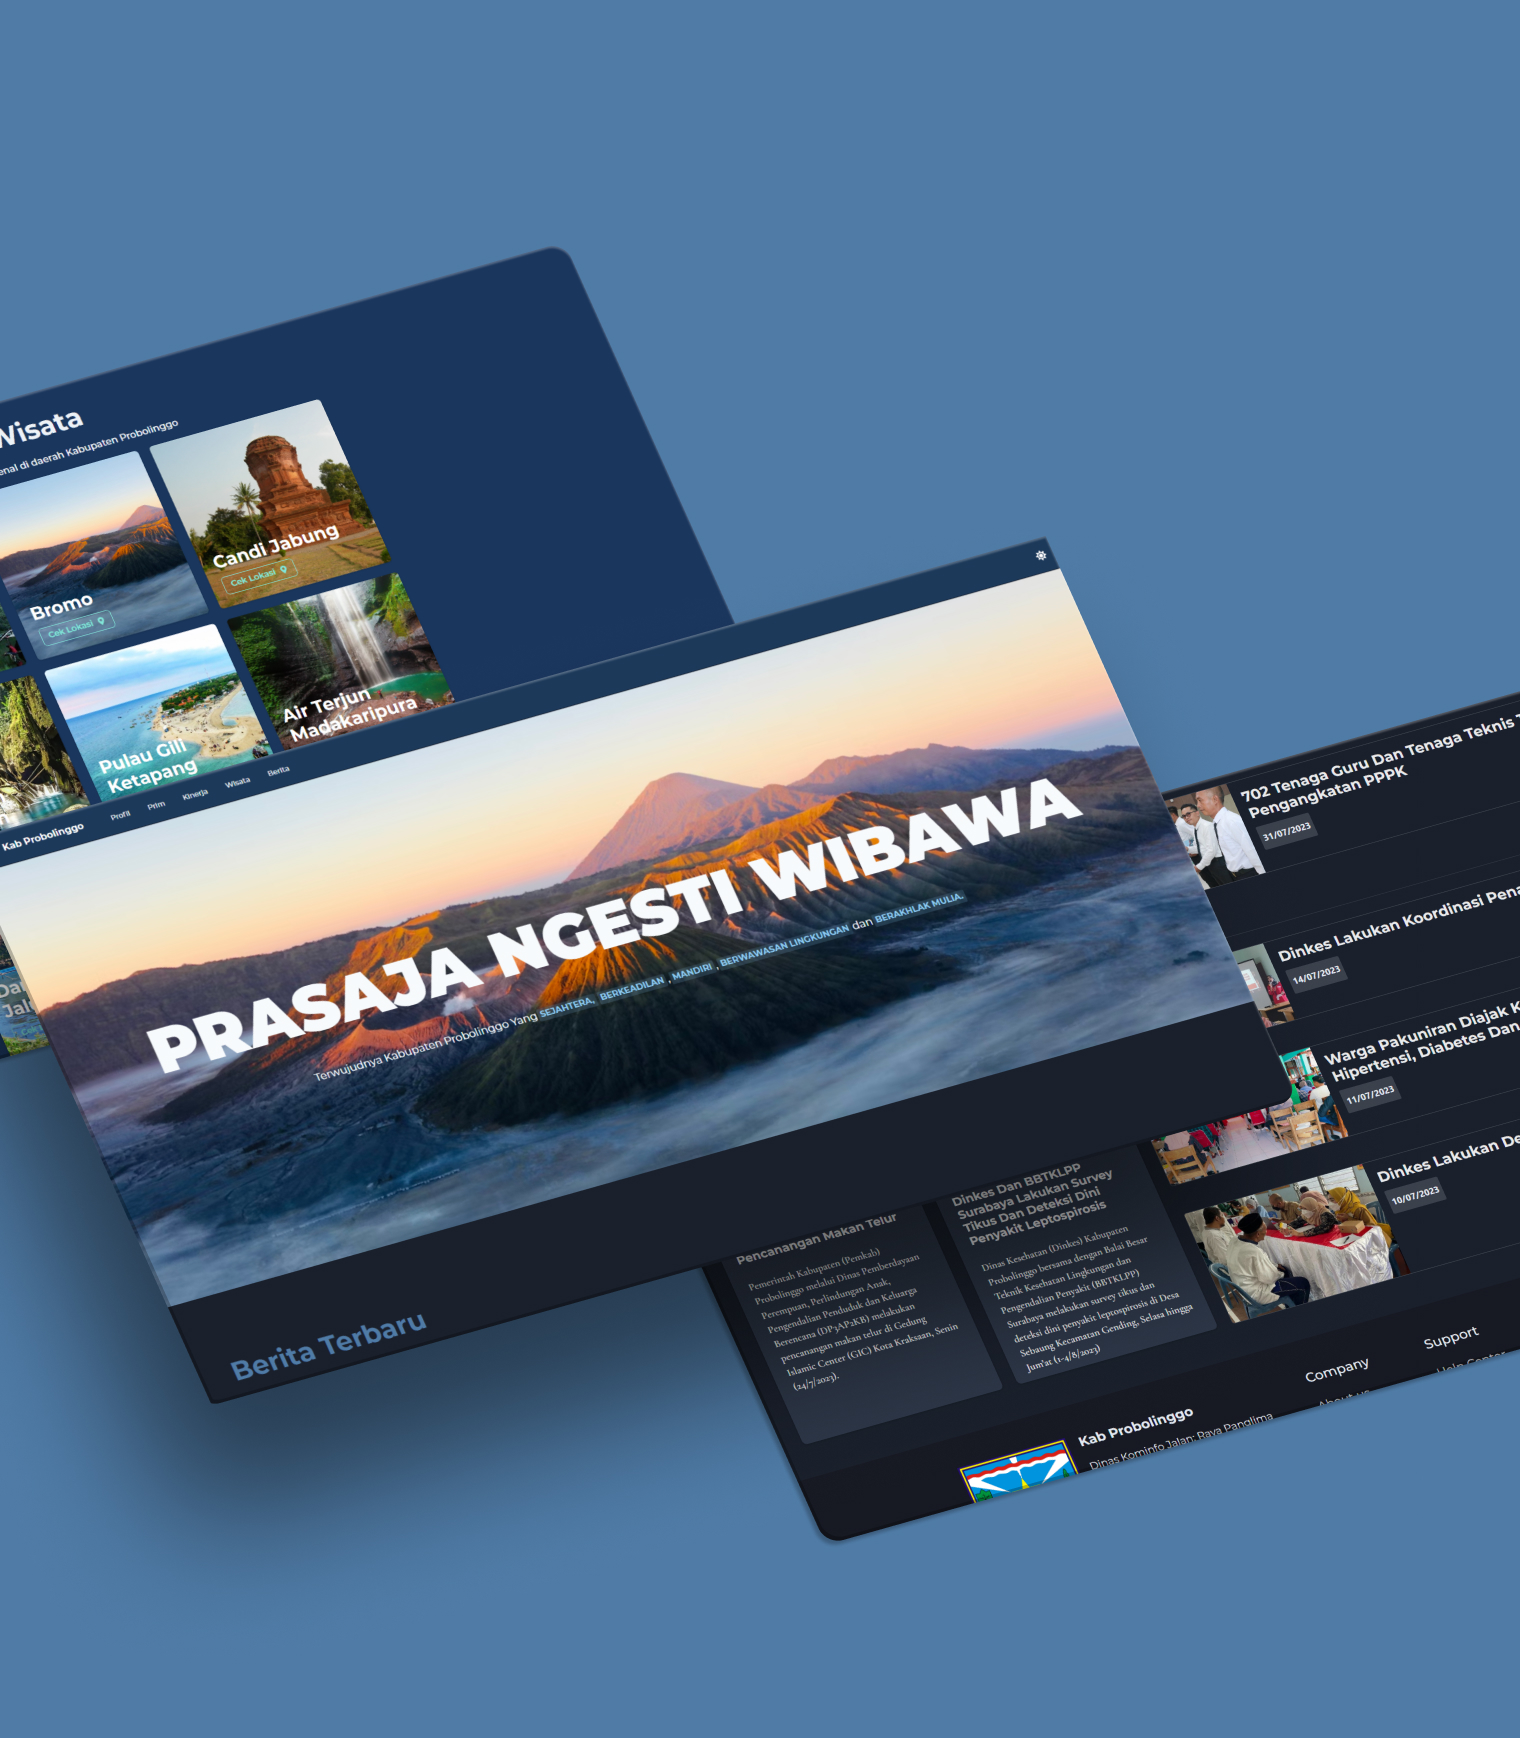 Wisata
di daerah Kabupaten Probolinggo
Bromo
Cek Lokasi
Candi Jabung
Cek Lokasi
Pulau Gili
Ketapang
Air Terjun
Madakaripura
Kab Probolinggo
Profil
Prim
Kinerja
Wisata
Berita
PRASAJA NGESTI WIBAWA
Terwujudnya Kabupaten Probolinggo Yang SEJAHTERA, BERKEADILAN , MANDIRI , BERWAWASAN LINGKUNGAN dan BERAKHLAK MULIA.
Berita Terbaru
702 Tenaga Guru Dan Tenaga Teknis
Pengangkatan PPPK
31/07/2023
Dinkes Lakukan Koordinasi
14/07/2023
Warga Pakuniran Diajak
Hipertensi, Diabetes Dan
11/07/2023
Dinkes Lakukan
10/07/2023
Pencanangan Makan Telur
Pemerintah Kabupaten (Pemkab)
Probolinggo melalui Dinas Pemberdayaan
Perempuan, Perlindungan Anak,
Pengendalian Penduduk dan Keluarga
Berencana (DP3AP2KB) melakukan
pencanangan makan telur di Gedung
Islamic Center (GIC) Kota Kraksaan, Senin
(24/7/2023).
Dinkes Dan BBTKLPP
Surabaya Lakukan Survey
Tikus Dan Deteksi Dini
Penyakit Leptospirosis
Dinas Kesehatan (Dinkes) Kabupaten
Probolinggo bersama dengan Balai Besar
Teknik Kesehatan Lingkungan dan
Pengendalian Penyakit (BBTKLPP)
Surabaya melakukan survey tikus dan
deteksi dini penyakit leptospirosis di Desa
Sebaung Kecamatan Gending, Selasa hingga
Jum'at (1-4/8/2023)
Kab Probolinggo
Dinas Kominfo Jalan: Raya Panglima
Company
About us
Support
Help Center